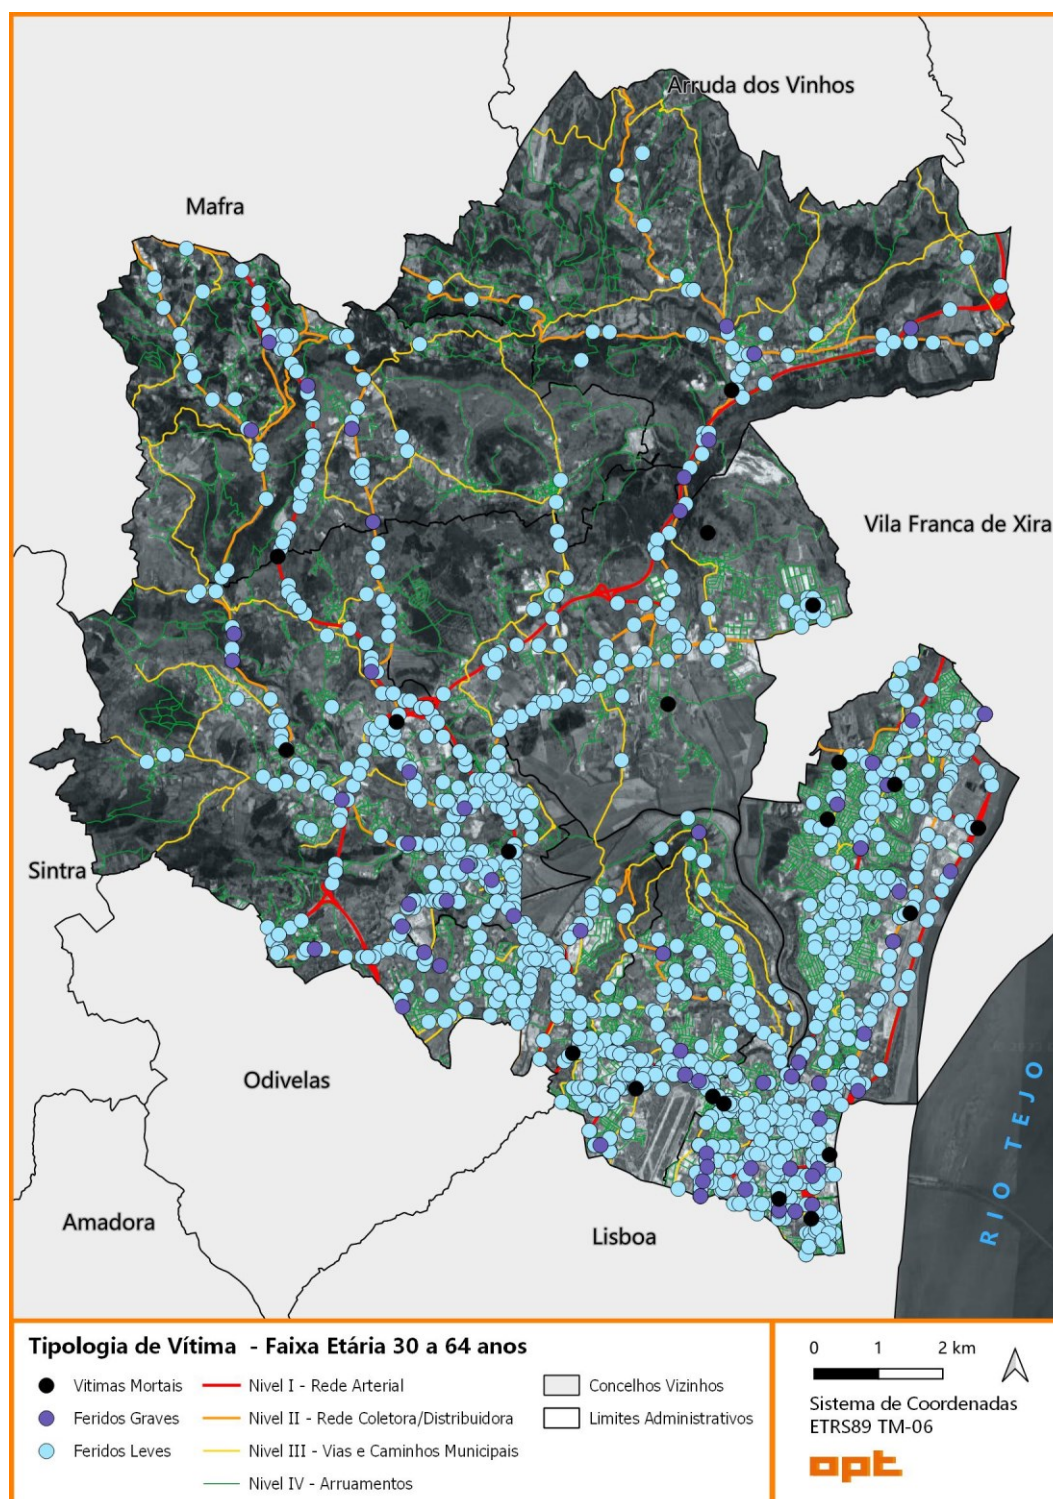 Arruda dos Vinhos
Mafra
Vila Franca de Xira
Sintra
Odivelas
Amadora
Lisboa
RIO TEJO
Tipologia de Vítima - Faixa Etária 30 a 64 anos
Vitimas Mortais
Feridos Graves
Feridos Leves
Nivel I - Rede Arterial
Nivel II - Rede Coletora/Distribuidora
Nivel III - Vias e Caminhos Municipais
Nivel IV - Arruamentos
Concelhos Vizinhos
Limites Administrativos
0 1 2 km
Sistema de Coordenadas
ETRS89 TM-06
opt